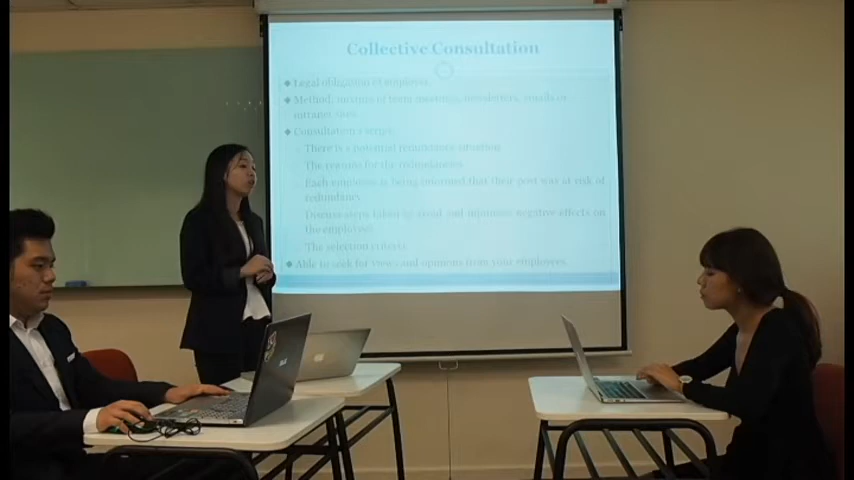 Collective Consultation
Legal obligation of employer.
Method: mixture of team meetings, newsletters, emails or
intranet sites.
Consultation
There is a potential redundancy situation
The reasons for the redundancies
Each employee is being informed that their post was at risk of
redundancy
Discuss steps taken to avoid and minimize negative effects on
the employees
The selection criteria
Able to seek for views and opinions from your employees.